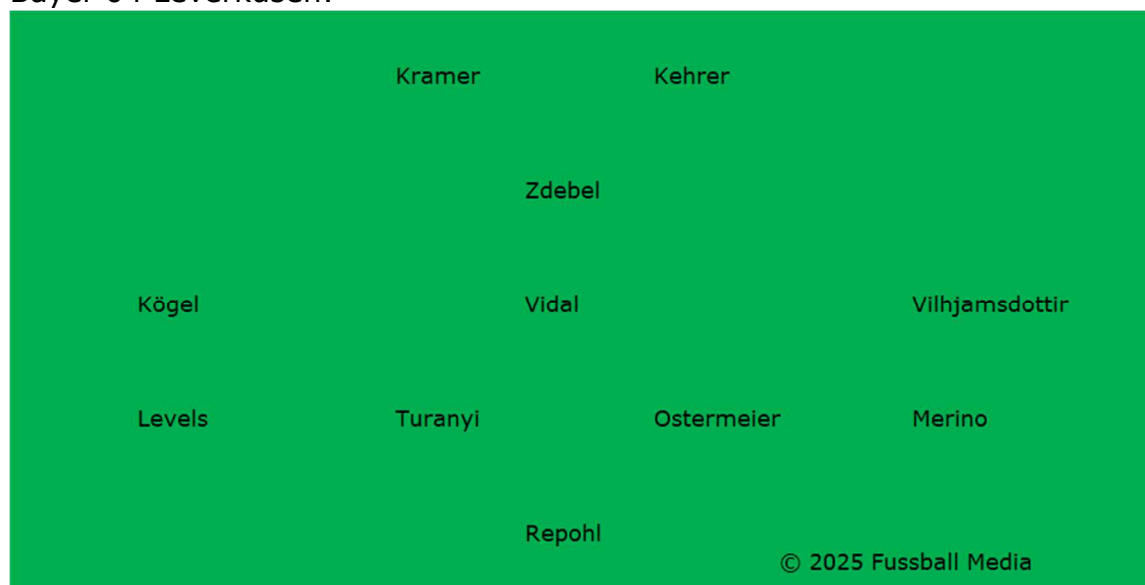 Bayer 04 Leverkusen:
Kramer Kehrer
Zdebel
Kögel Vidal Vilhjamsdottir
Levels Turanyi Ostermeier Merino
Repohl
© 2025 Fussball Media